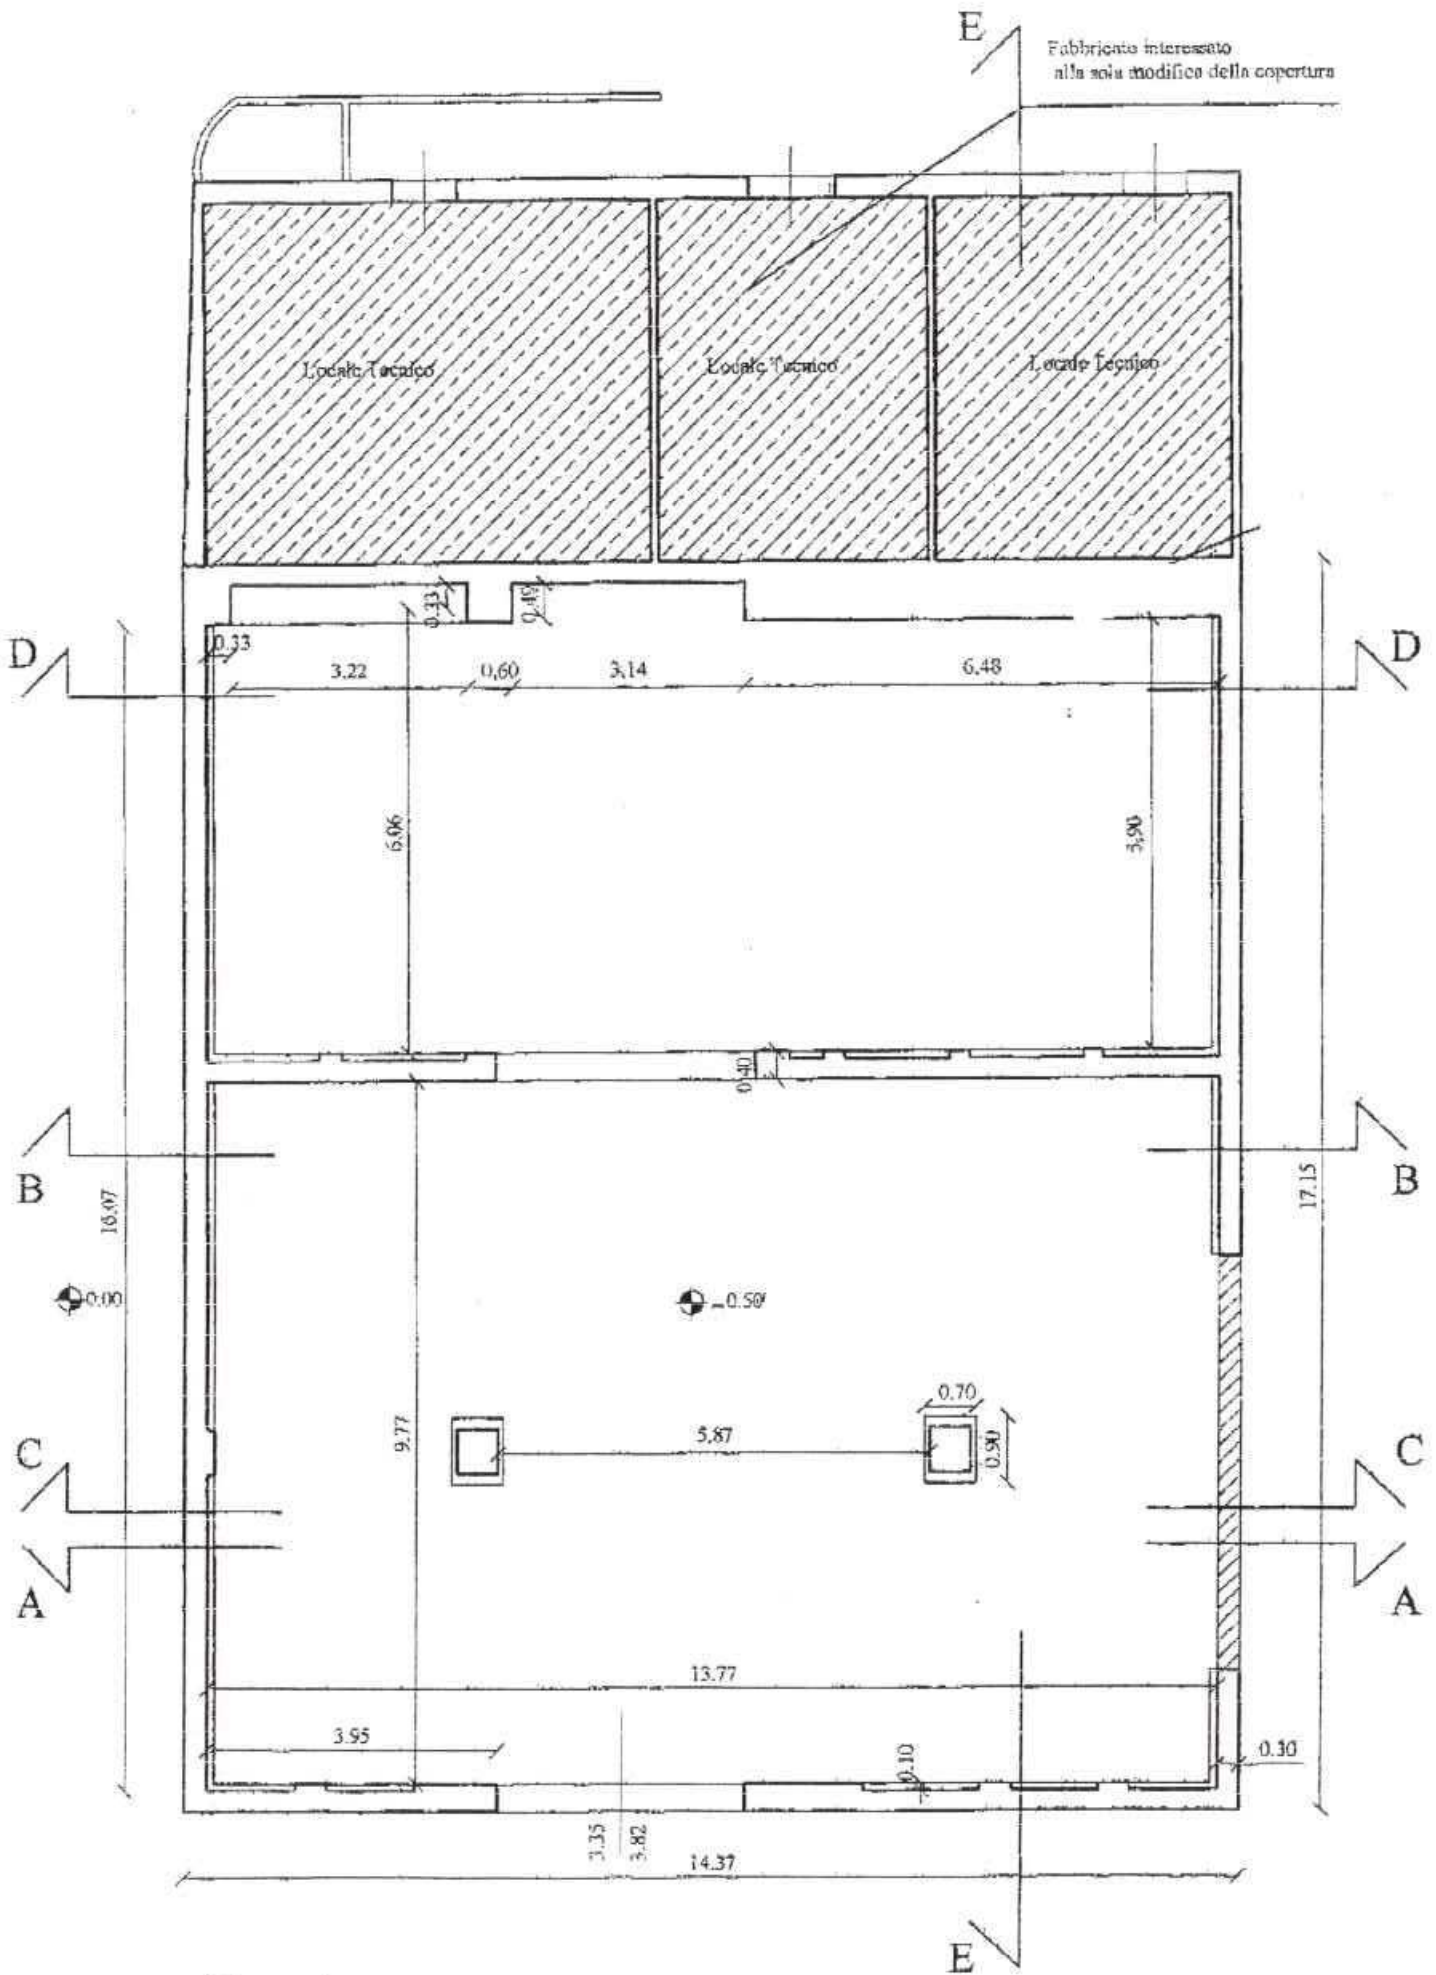 E
Fabbricato interessato
alla sola modifica della copertura
Locale Tecnico
Locale Tecnico
Locale Tecnico
0.33
0.49
D
0.33
3.22
0,60
3,14
6,48
D
6.06
5,90
0,40
B
B
16.07
17.15
0.00
-0.50
0.70
5,87
0.90
9.77
C
C
A
A
13.77
3.95
0.10
0.30
3.35
3.82
14.37
E